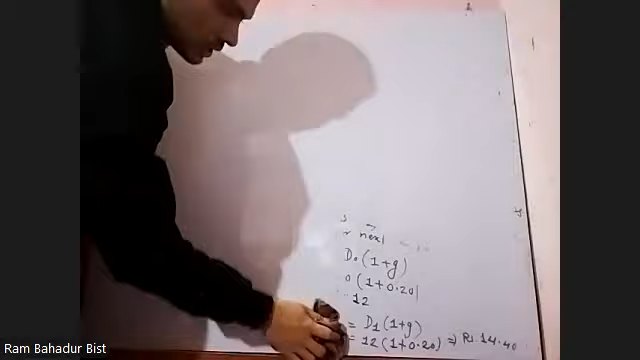 next
D₀(1+g)
0(1+0.20)
12
= D₁(1+g)
= 12(1+0.20) ⇒ Rs. 14.40
Ram Bahadur Bist